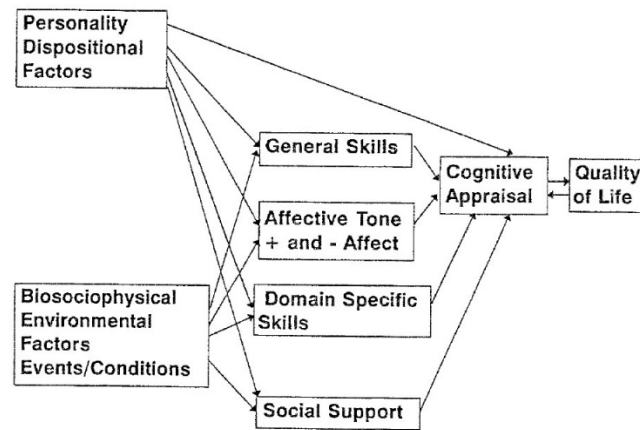 Personality
Dispositional
Factors
General Skills
Cognitive
Appraisal
Quality
of Life
Affective Tone
+ and - Affect
Biosociophysical
Environmental
Factors
Events/Conditions
Domain Specific
Skills
Social Support